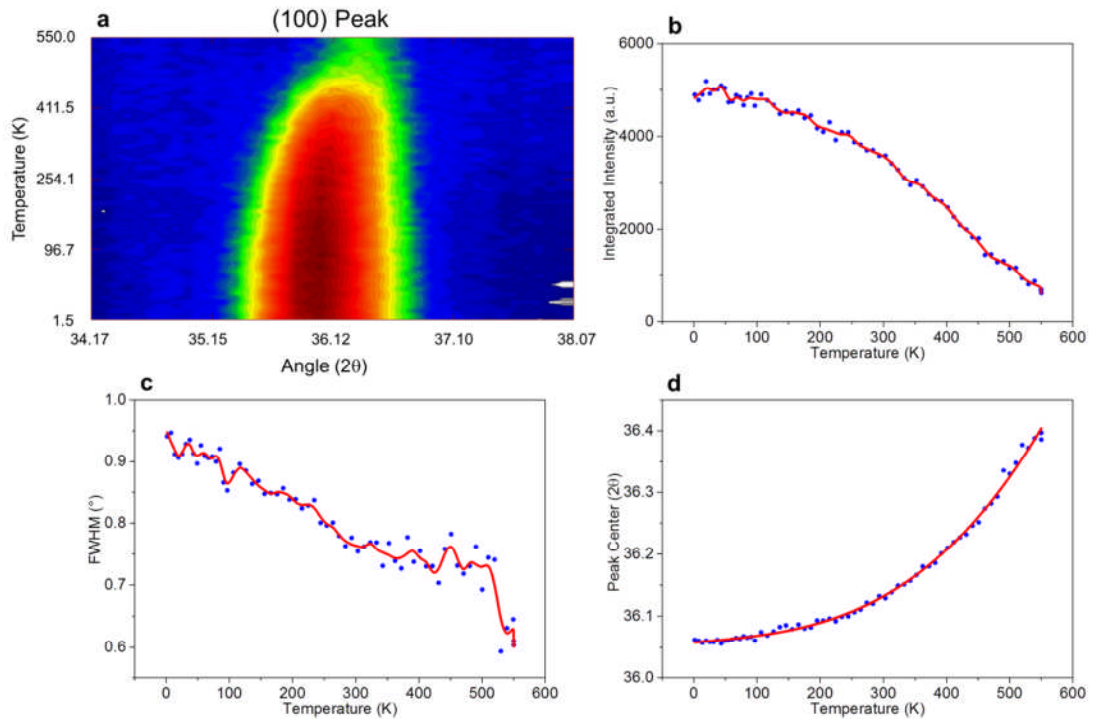 a
(100) Peak
550.0
411.5
254.1
96.7
1.5
Temperature (K)
34.17 35.15 36.12 37.10 38.07
Angle (2θ)
b
6000
4000
2000
0
Integrated Intensity (a.u.)
0 100 200 300 400 500 600
Temperature (K)
c
1.0
0.9
0.8
0.7
0.6
FWHM (°)
0 100 200 300 400 500 600
Temperature (K)
d
36.4
36.3
36.2
36.1
36.0
Peak Center (2θ)
0 100 200 300 400 500 600
Temperature (K)